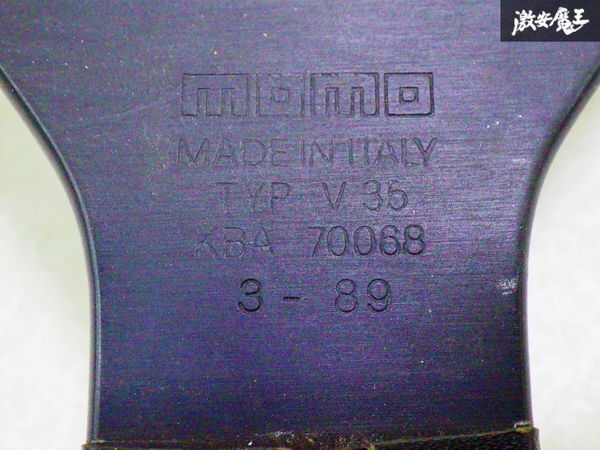 激安魔王
momo
MADE IN ITALY
TYP V 35
KBA 70068
3 - 89